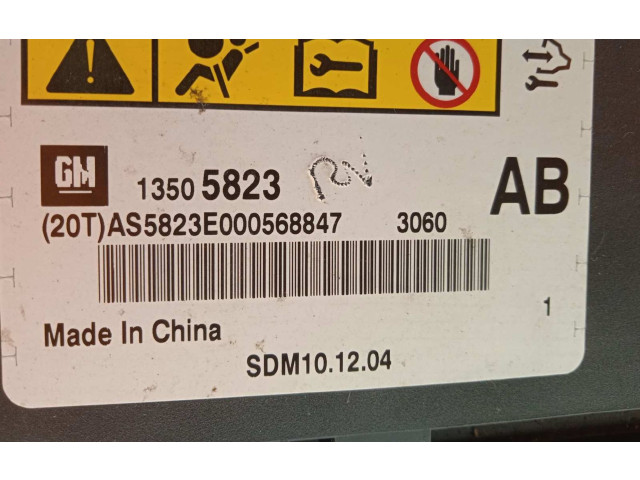 GM 1350 5823 AB
(20T)AS5823E000568847 3060
1
Made In China
SDM10.12.04